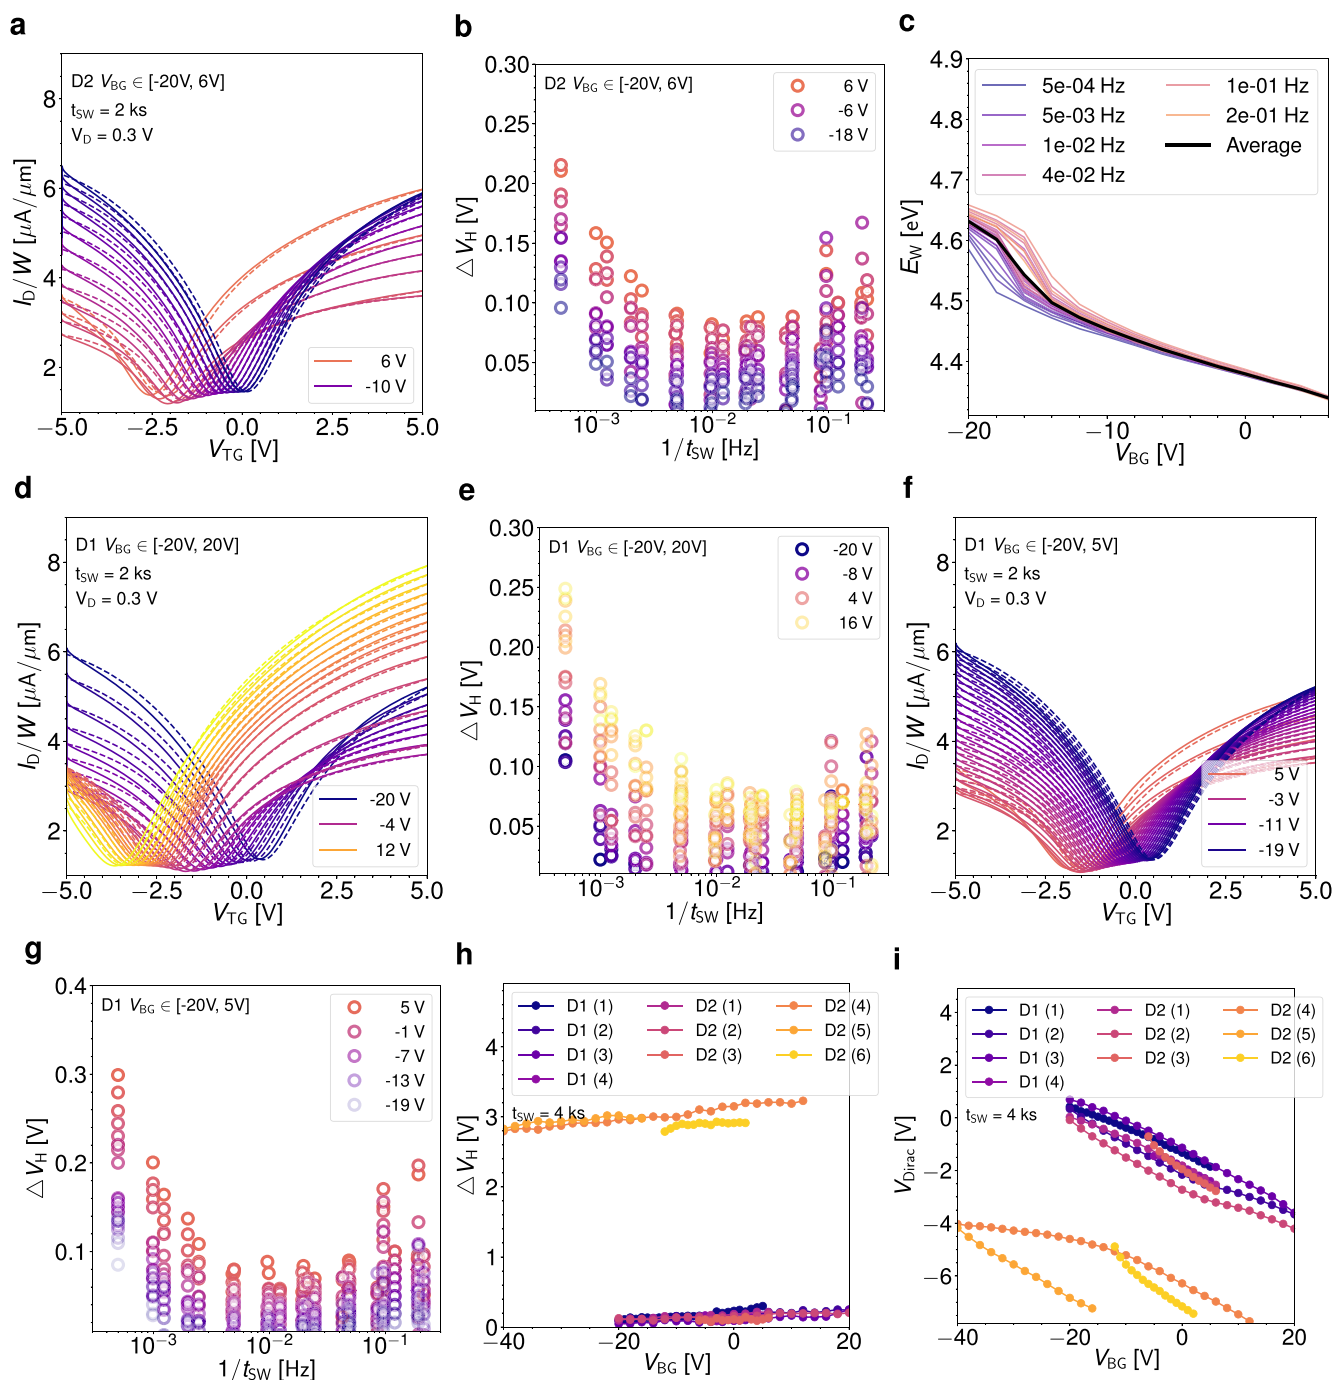 a
D2 V_BG ∈ [-20V, 6V]
t_SW = 2 ks
V_D = 0.3 V
6 V
-10 V
8
6
4
2
I_D/W [μA/μm]
−5.0 −2.5 0.0 2.5 5.0
V_TG [V]
b
D2 V_BG ∈ [-20V, 6V]
6 V
-6 V
-18 V
0.30
0.25
0.20
0.15
0.10
0.05
△V_H [V]
10^−3 10^−2 10^−1
1/t_SW [Hz]
c
5e-04 Hz
5e-03 Hz
1e-02 Hz
4e-02 Hz
1e-01 Hz
2e-01 Hz
Average
4.9
4.8
4.7
4.6
4.5
4.4
E_W [eV]
−20 −10 0
V_BG [V]
d
D1 V_BG ∈ [-20V, 20V]
t_SW = 2 ks
V_D = 0.3 V
-20 V
-4 V
12 V
8
6
4
2
I_D/W [μA/μm]
−5.0 −2.5 0.0 2.5 5.0
V_TG [V]
e
D1 V_BG ∈ [-20V, 20V]
-20 V
-8 V
4 V
16 V
0.30
0.25
0.20
0.15
0.10
0.05
△V_H [V]
10^−3 10^−2 10^−1
1/t_SW [Hz]
f
D1 V_BG ∈ [-20V, 5V]
t_SW = 2 ks
V_D = 0.3 V
5 V
-3 V
-11 V
-19 V
8
6
4
2
I_D/W [μA/μm]
−5.0 −2.5 0.0 2.5 5.0
V_TG [V]
g
D1 V_BG ∈ [-20V, 5V]
5 V
-1 V
-7 V
-13 V
-19 V
0.4
0.3
0.2
0.1
△V_H [V]
10^−3 10^−2 10^−1
1/t_SW [Hz]
h
D1 (1)
D1 (2)
D1 (3)
D1 (4)
D2 (1)
D2 (2)
D2 (3)
D2 (4)
D2 (5)
D2 (6)
t_SW = 4 ks
4
3
2
1
0
△V_H [V]
−40 −20 0 20
V_BG [V]
i
D1 (1)
D1 (2)
D1 (3)
D1 (4)
D2 (1)
D2 (2)
D2 (3)
D2 (4)
D2 (5)
D2 (6)
t_SW = 4 ks
4
2
0
−2
−4
−6
V_Dirac [V]
−40 −20 0 20
V_BG [V]